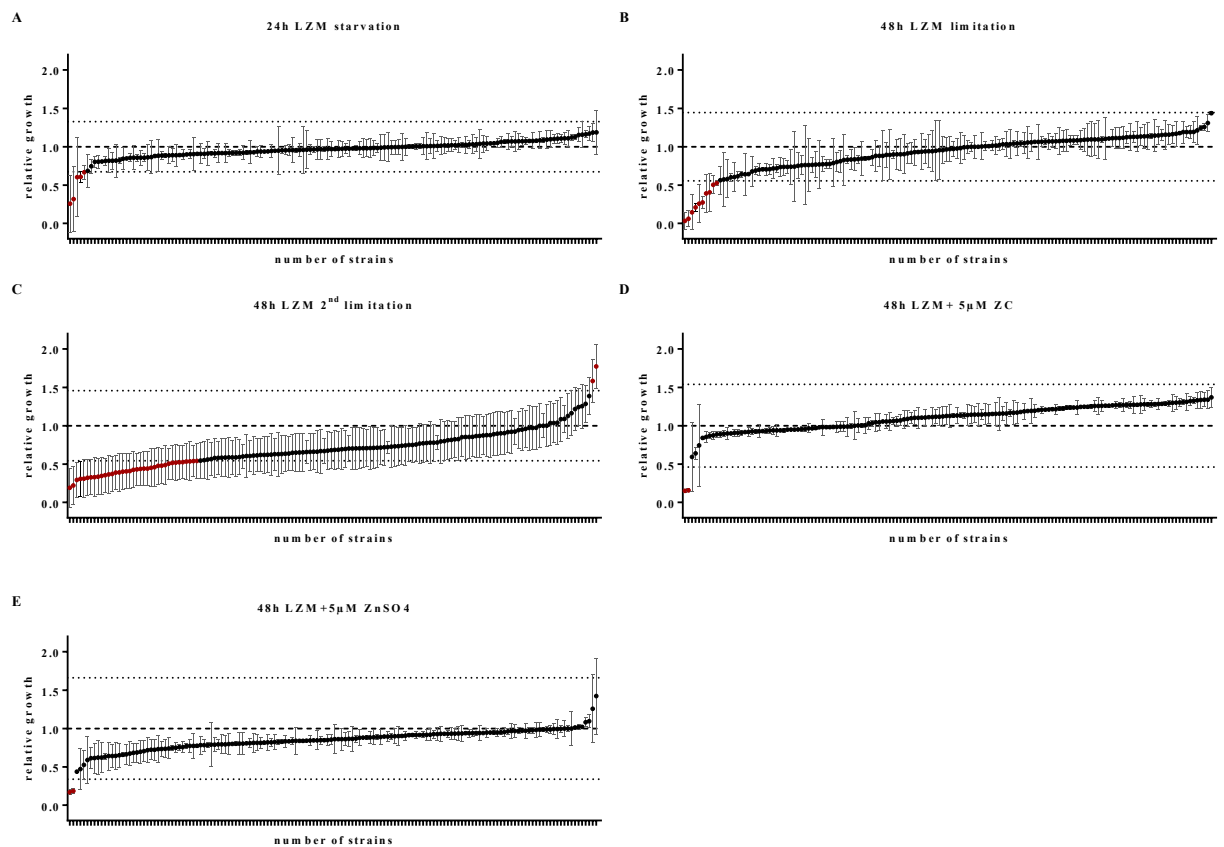 A
24h LZM starvation
relative growth
2.0
1.5
1.0
0.5
0.0
number of strains
B
48h LZM limitation
relative growth
2.0
1.5
1.0
0.5
0.0
number of strains
C
48h LZM 2nd limitation
relative growth
2.0
1.5
1.0
0.5
0.0
number of strains
D
48h LZM+ 5µM ZC
relative growth
2.0
1.5
1.0
0.5
0.0
number of strains
E
48h LZM+5µM ZnSO4
relative growth
2.0
1.5
1.0
0.5
0.0
number of strains